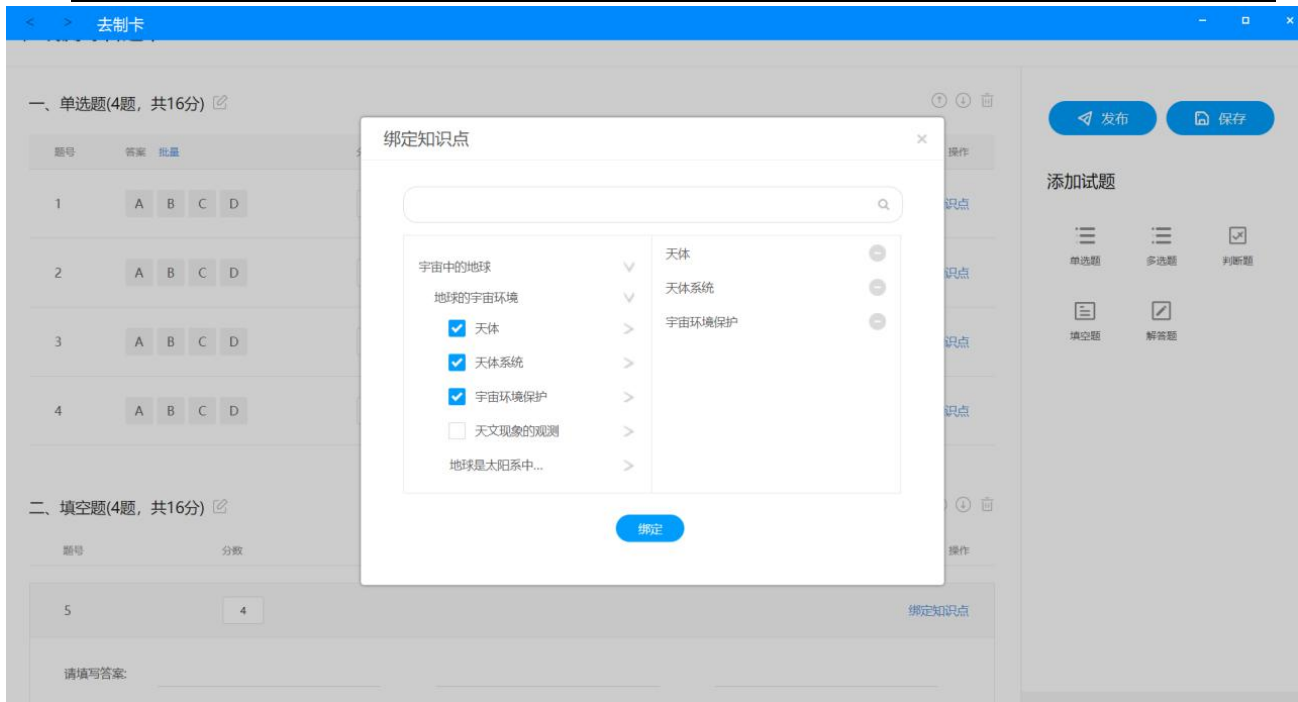 去制卡
一、单选题(4题，共16分)
发布 保存
绑定知识点
题号 答案 批量 操作
添加试题
1 A B C D 识点
单选题 多选题 判断题
2 A B C D 识点
填空题 解答题
3 A B C D 识点
4 A B C D 识点
宇宙中的地球
地球的宇宙环境
天体
天体系统
宇宙环境保护
天文现象的观测
地球是太阳系中...
天体
天体系统
宇宙环境保护
绑定
二、填空题(4题，共16分)
题号 分数 操作
5 4 绑定知识点
请填写答案: